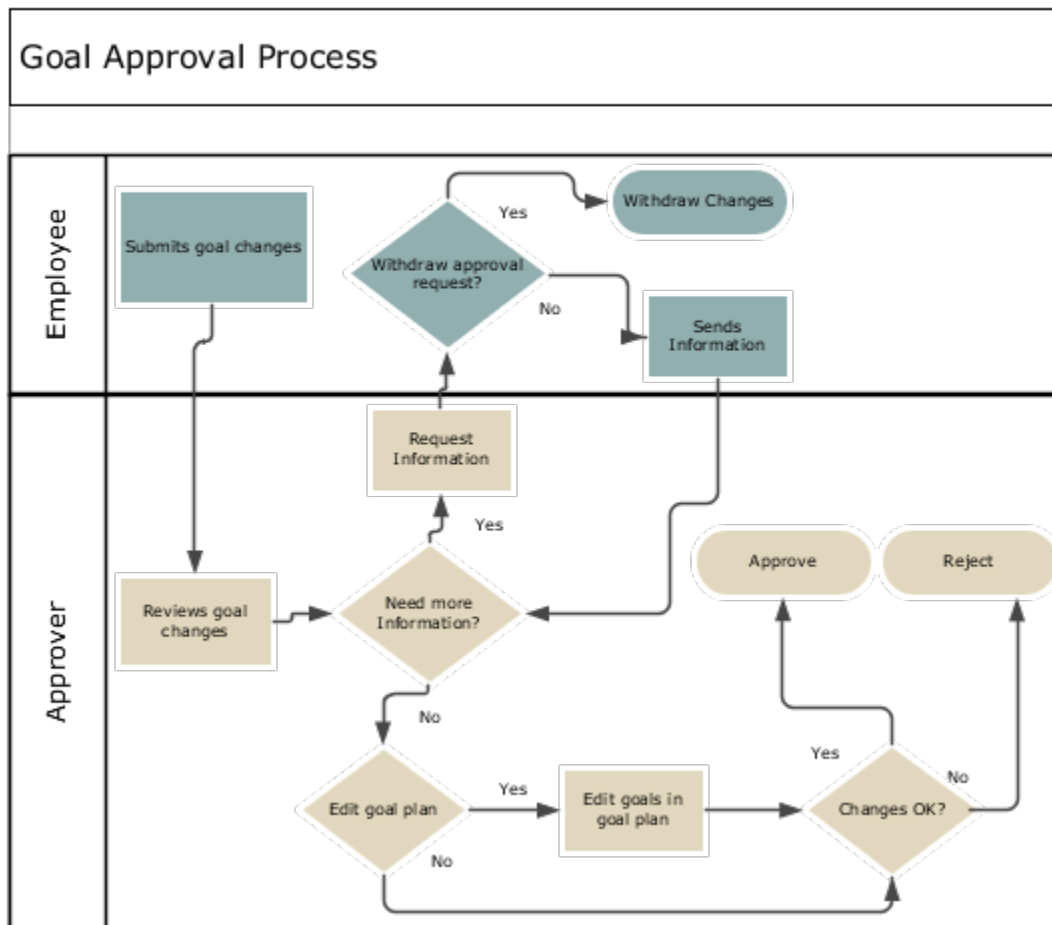 Goal Approval Process
Employee
Submits goal changes
Withdraw approval
request?
Yes
Withdraw Changes
No
Sends
Information
Approver
Request
Information
Yes
Reviews goal
changes
Need more
Information?
No
Approve
Reject
Edit goal plan
Yes
No
Edit goals in
goal plan
Yes
Changes OK?
No